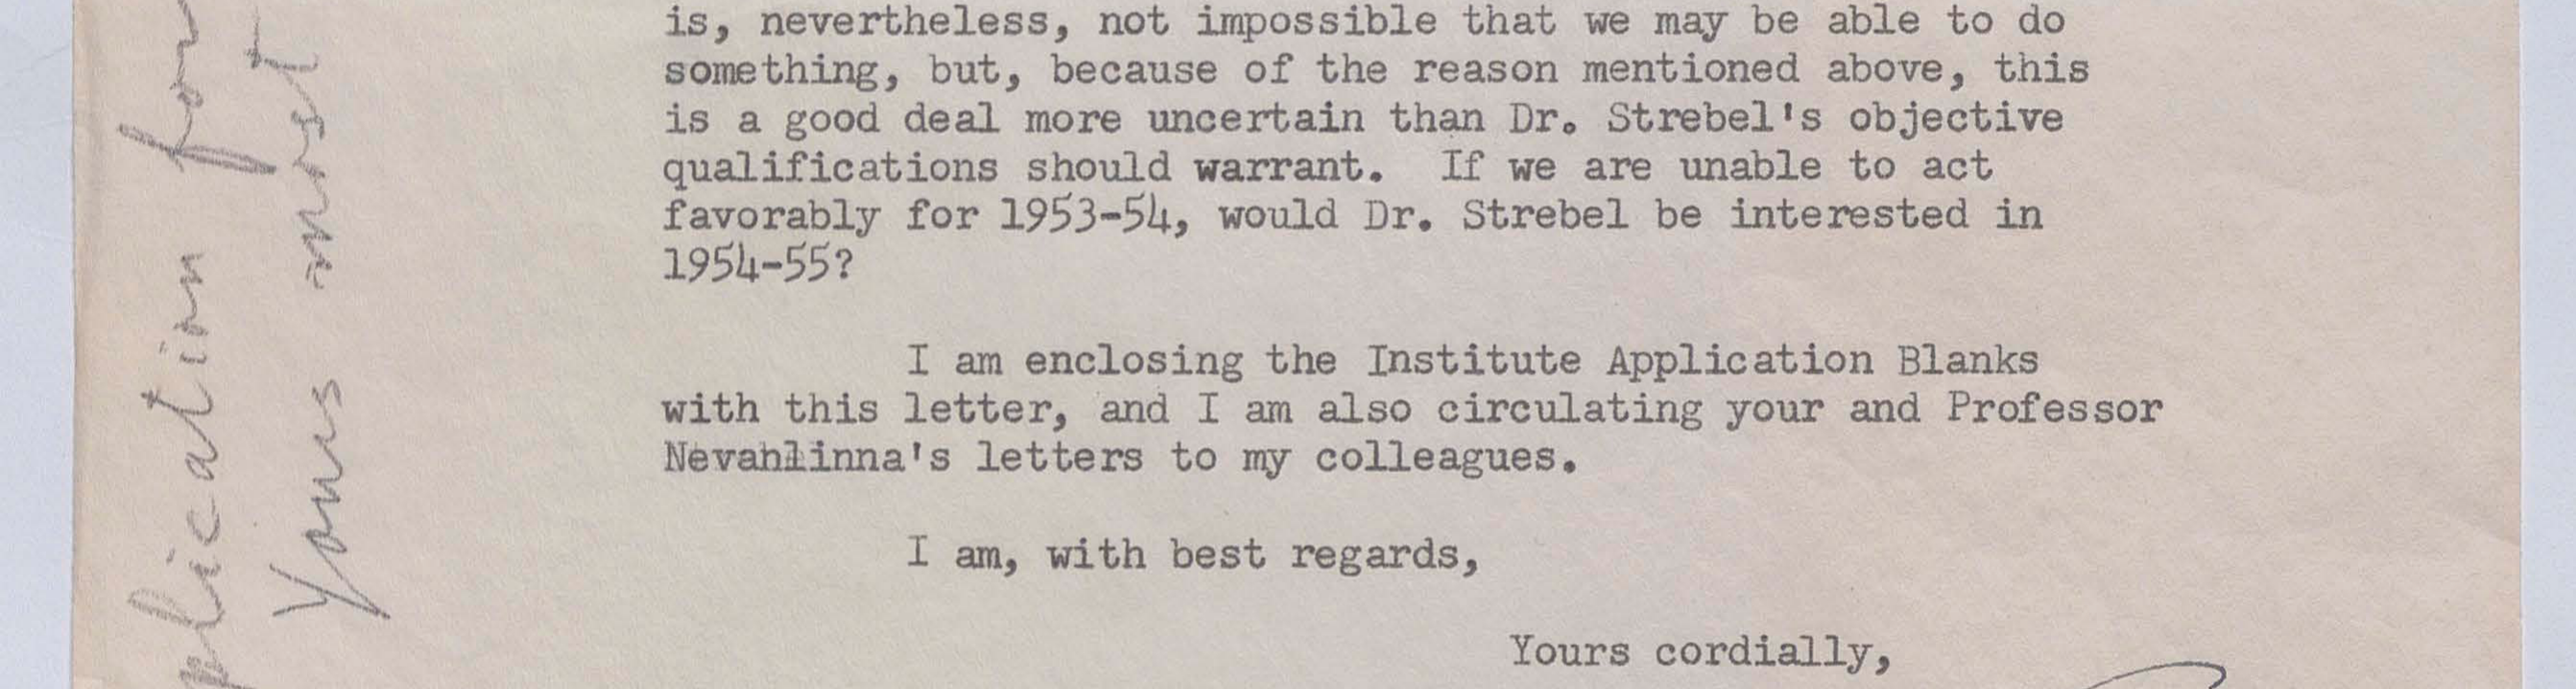 is, nevertheless, not impossible that we may be able to do
something, but, because of the reason mentioned above, this
is a good deal more uncertain than Dr. Strebel's objective
qualifications should warrant. If we are unable to act
favorably for 1953-54, would Dr. Strebel be interested in
1954-55?
I am enclosing the Institute Application Blanks
with this letter, and I am also circulating your and Professor
Nevahlinna's letters to my colleagues.
I am, with best regards,
Yours cordially,
plication for
Yours most